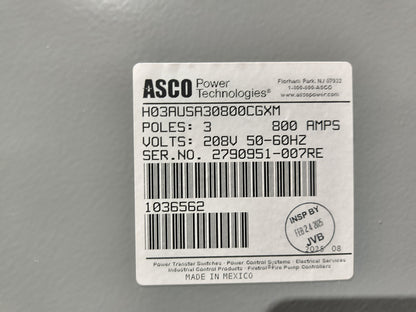 ASCO Power Technologies®
Florham Park, NJ 07932
1-800-800-ASCO
www.ascopower.com
H03AUSA30800CGXM
POLES: 3 800 AMPS
VOLTS: 208V 50-60HZ
SER.NO. 2790951-007RE
1036562
INSP BY
FEB 24 2025
JVB
08
Power Transfer Switches · Power Control Systems · Electrical Services
Industrial Control Products · Firetrol® Fire Pump Controllers
MADE IN MEXICO